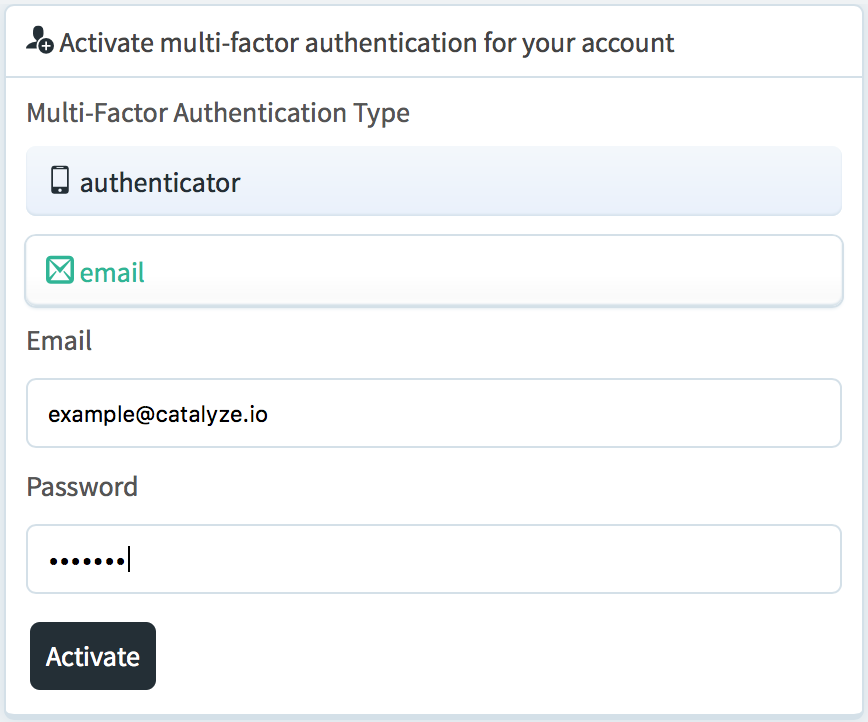 Activate multi-factor authentication for your account
Multi-Factor Authentication Type
authenticator
email
Email
example@catalyze.io
Password
•••••••
Activate